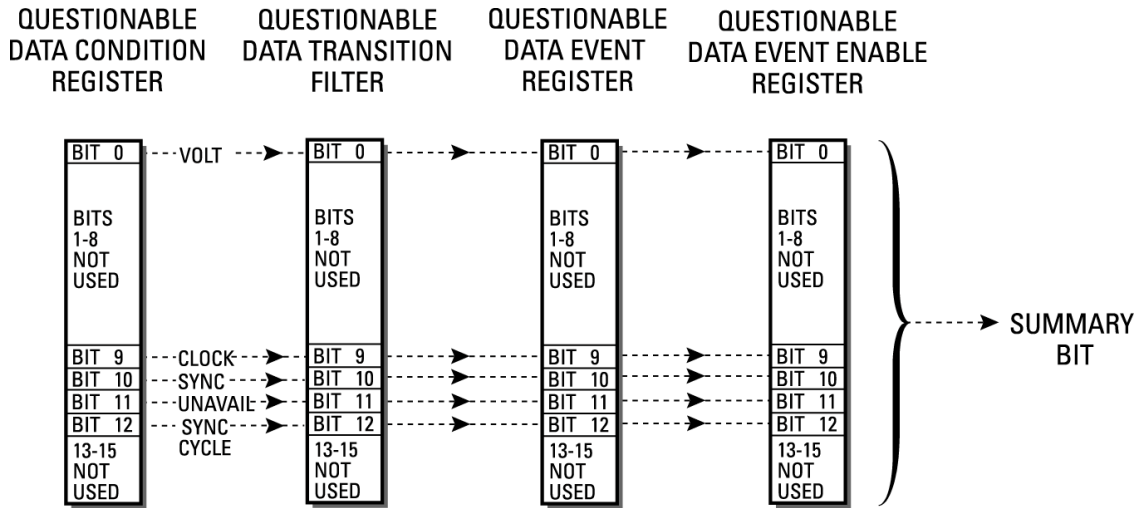 QUESTIONABLE
DATA CONDITION
REGISTER
QUESTIONABLE
DATA TRANSITION
FILTER
QUESTIONABLE
DATA EVENT
REGISTER
QUESTIONABLE
DATA EVENT ENABLE
REGISTER
BIT 0
VOLT
BIT 0
BIT 0
BIT 0
BITS
1-8
NOT
USED
BITS
1-8
NOT
USED
BITS
1-8
NOT
USED
BITS
1-8
NOT
USED
SUMMARY
BIT
BIT 9
CLOCK
BIT 9
BIT 9
BIT 9
BIT 10
SYNC
BIT 10
BIT 10
BIT 10
BIT 11
UNAVAIL
BIT 11
BIT 11
BIT 11
BIT 12
SYNC
CYCLE
BIT 12
BIT 12
BIT 12
13-15
NOT
USED
13-15
NOT
USED
13-15
NOT
USED
13-15
NOT
USED